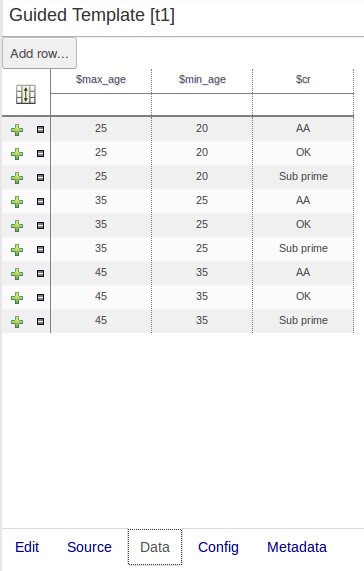 Guided Template [t1]
Add row...
$max_age $min_age $cr
25 20 AA
25 20 OK
25 20 Sub prime
35 25 AA
35 25 OK
35 25 Sub prime
45 35 AA
45 35 OK
45 35 Sub prime
Edit Source Data Config Metadata